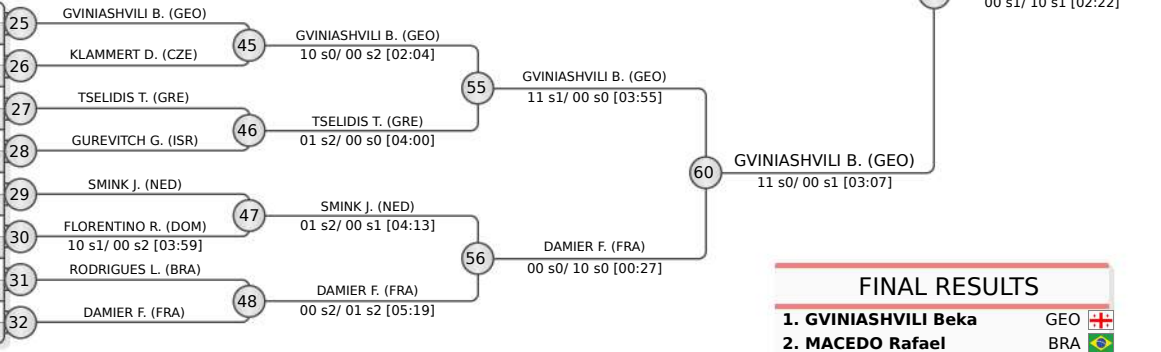 00 s1/ 10 s1 [02:22]
25
GVINIASHVILI B. (GEO)
45
GVINIASHVILI B. (GEO)
10 s0/ 00 s2 [02:04]
26
KLAMMERT D. (CZE)
55
GVINIASHVILI B. (GEO)
11 s1/ 00 s0 [03:55]
27
TSELIDIS T. (GRE)
46
TSELIDIS T. (GRE)
01 s2/ 00 s0 [04:00]
28
GUREVITCH G. (ISR)
60
GVINIASHVILI B. (GEO)
11 s0/ 00 s1 [03:07]
29
SMINK J. (NED)
47
SMINK J. (NED)
01 s2/ 00 s1 [04:13]
30
FLORENTINO R. (DOM)
10 s1/ 00 s2 [03:59]
56
DAMIER F. (FRA)
00 s0/ 10 s0 [00:27]
31
RODRIGUES L. (BRA)
48
DAMIER F. (FRA)
00 s2/ 01 s2 [05:19]
32
DAMIER F. (FRA)
FINAL RESULTS
1. GVINIASHVILI Beka GEO
2. MACEDO Rafael BRA